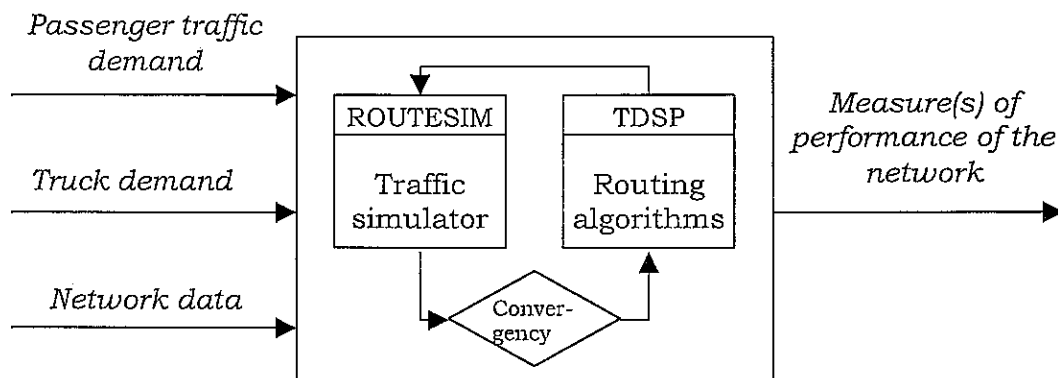 Passenger traffic
demand
Truck demand
Network data
ROUTESIM
Traffic
simulator
TDSP
Routing
algorithms
Conver-
gency
Measure(s) of
performance of the
network